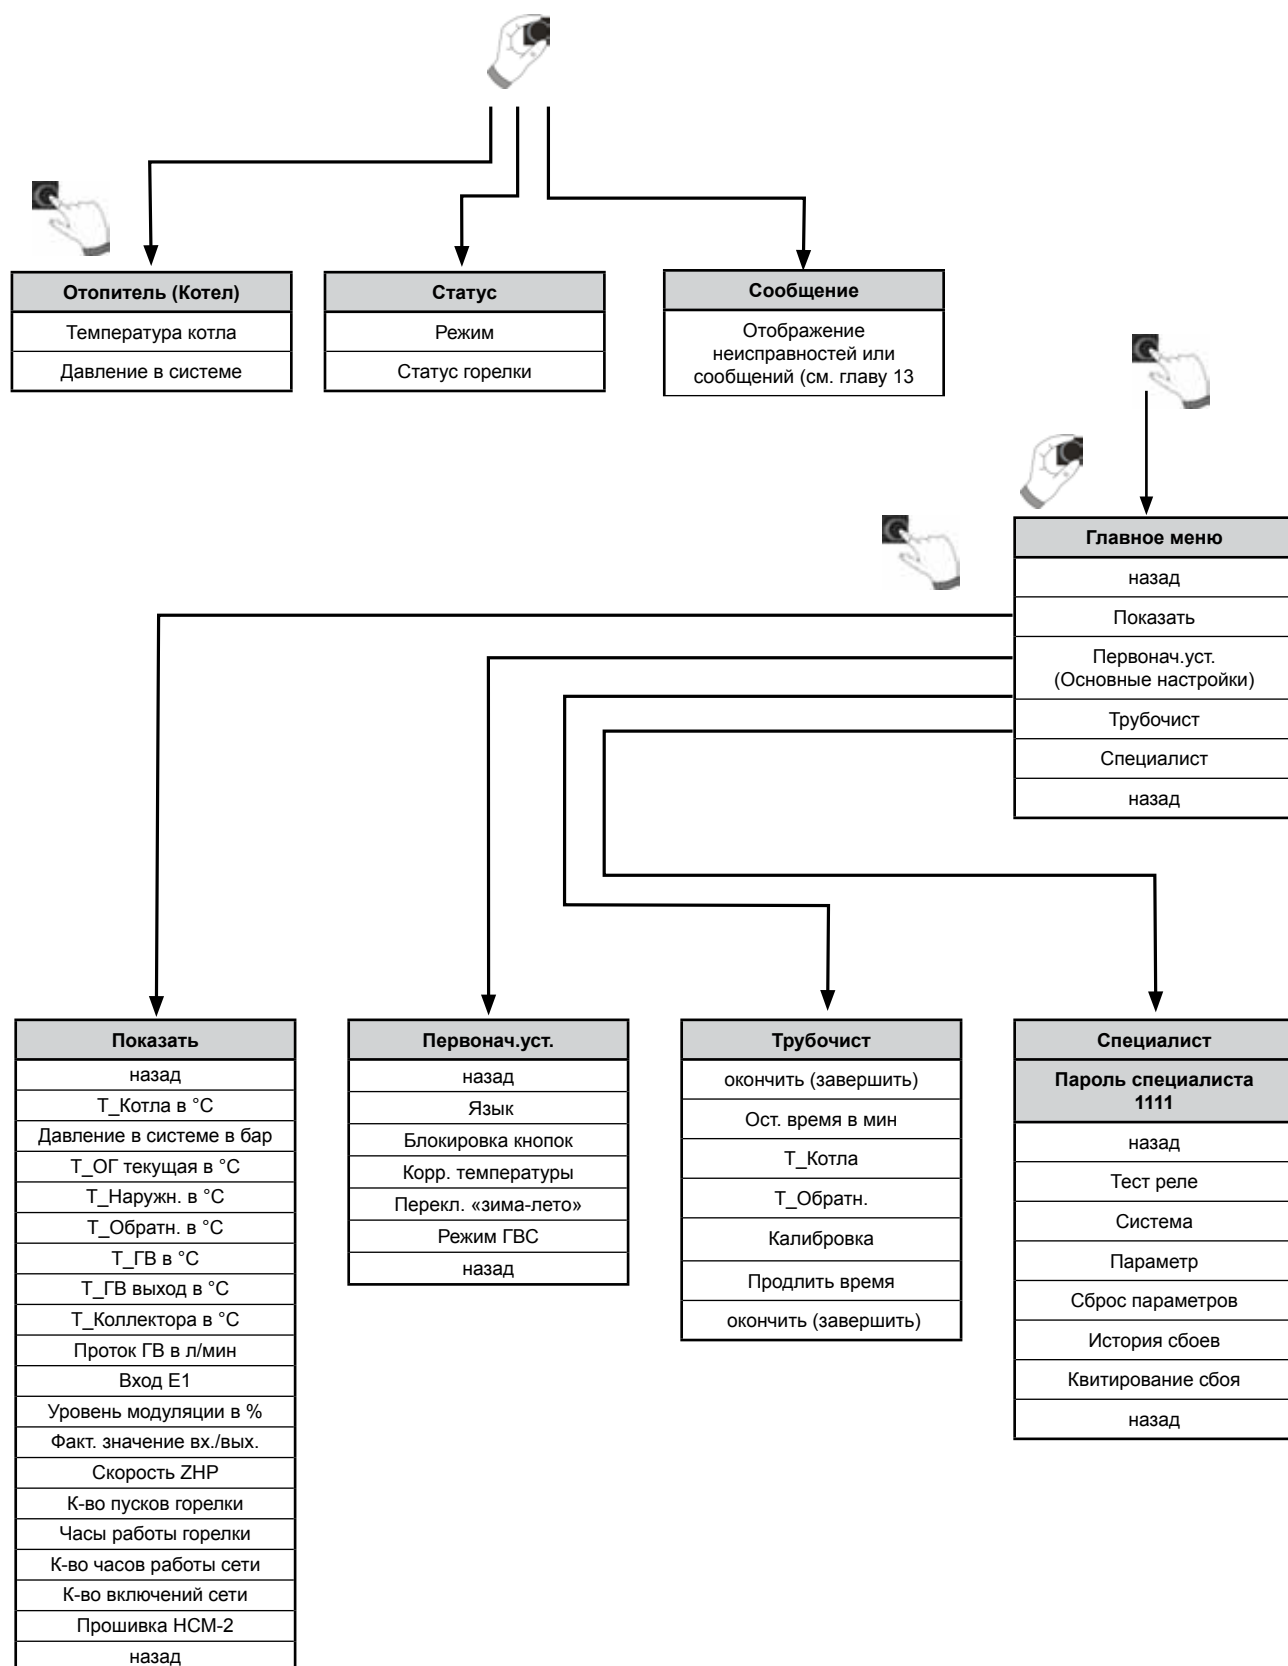 Отопитель (Котел)
Температура котла
Давление в системе
Статус
Режим
Статус горелки
Сообщение
Отображение
неисправностей или
сообщений (см. главу 13
Главное меню
назад
Показать
Первонач.уст.
(Основные настройки)
Трубочист
Специалист
назад
Показать
назад
Т_Котла в °C
Давление в системе в бар
Т_ОГ текущая в °C
Т_Наружн. в °C
Т_Обратн. в °C
Т_ГВ в °C
Т_ГВ выход в °C
Т_Коллектора в °C
Проток ГВ в л/мин
Вход Е1
Уровень модуляции в %
Факт. значение вх./вых.
Скорость ZHP
К-во пусков горелки
Часы работы горелки
К-во часов работы сети
К-во включений сети
Прошивка НСМ-2
назад
Первонач.уст.
назад
Язык
Блокировка кнопок
Корр. температуры
Перекл. «зима-лето»
Режим ГВС
назад
Трубочист
окончить (завершить)
Ост. время в мин
Т_Котла
Т_Обратн.
Калибровка
Продлить время
окончить (завершить)
Специалист
Пароль специалиста
1111
назад
Тест реле
Система
Параметр
Сброс параметров
История сбоев
Квитирование сбоя
назад